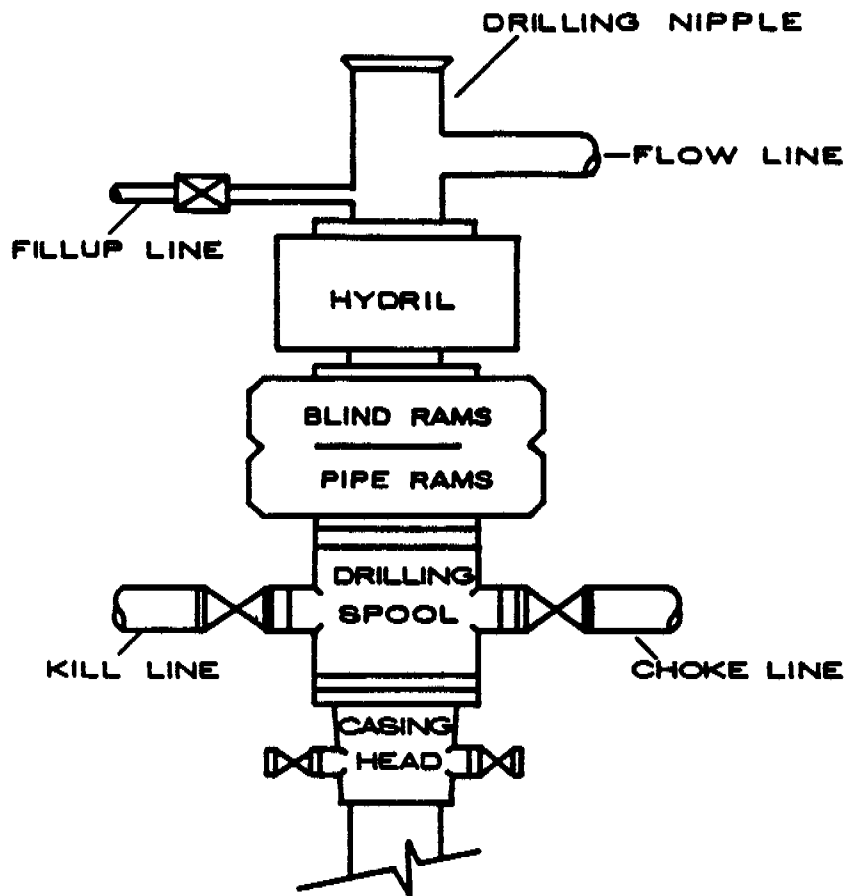 DRILLING NIPPLE
FLOW LINE
FILLUP LINE
HYDRIL
BLIND RAMS
PIPE RAMS
DRILLING
SPOOL
KILL LINE
CHOKE LINE
CASING
HEAD